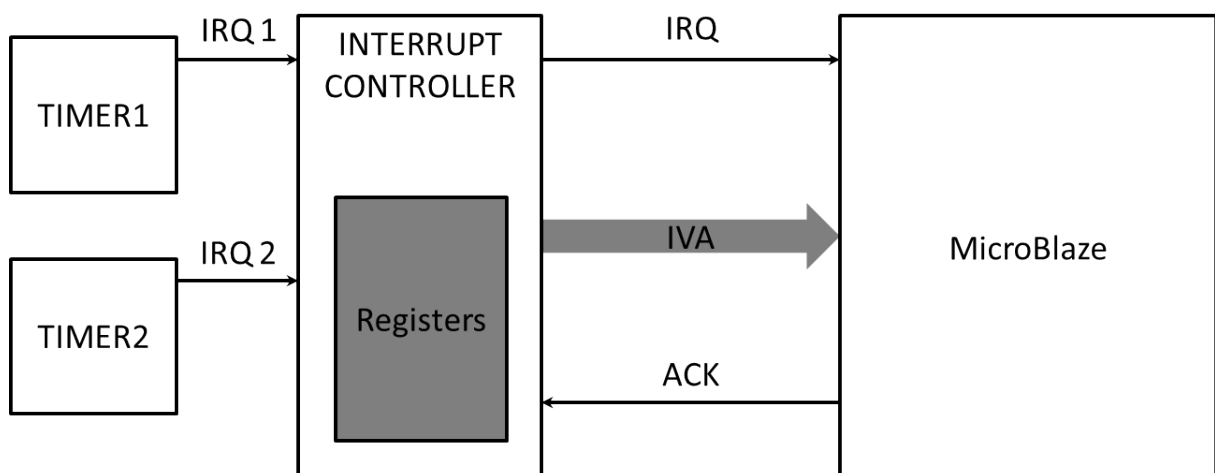 IRQ 1
TIMER1
IRQ 2
TIMER2
INTERRUPT
CONTROLLER
Registers
IRQ
IVA
ACK
MicroBlaze